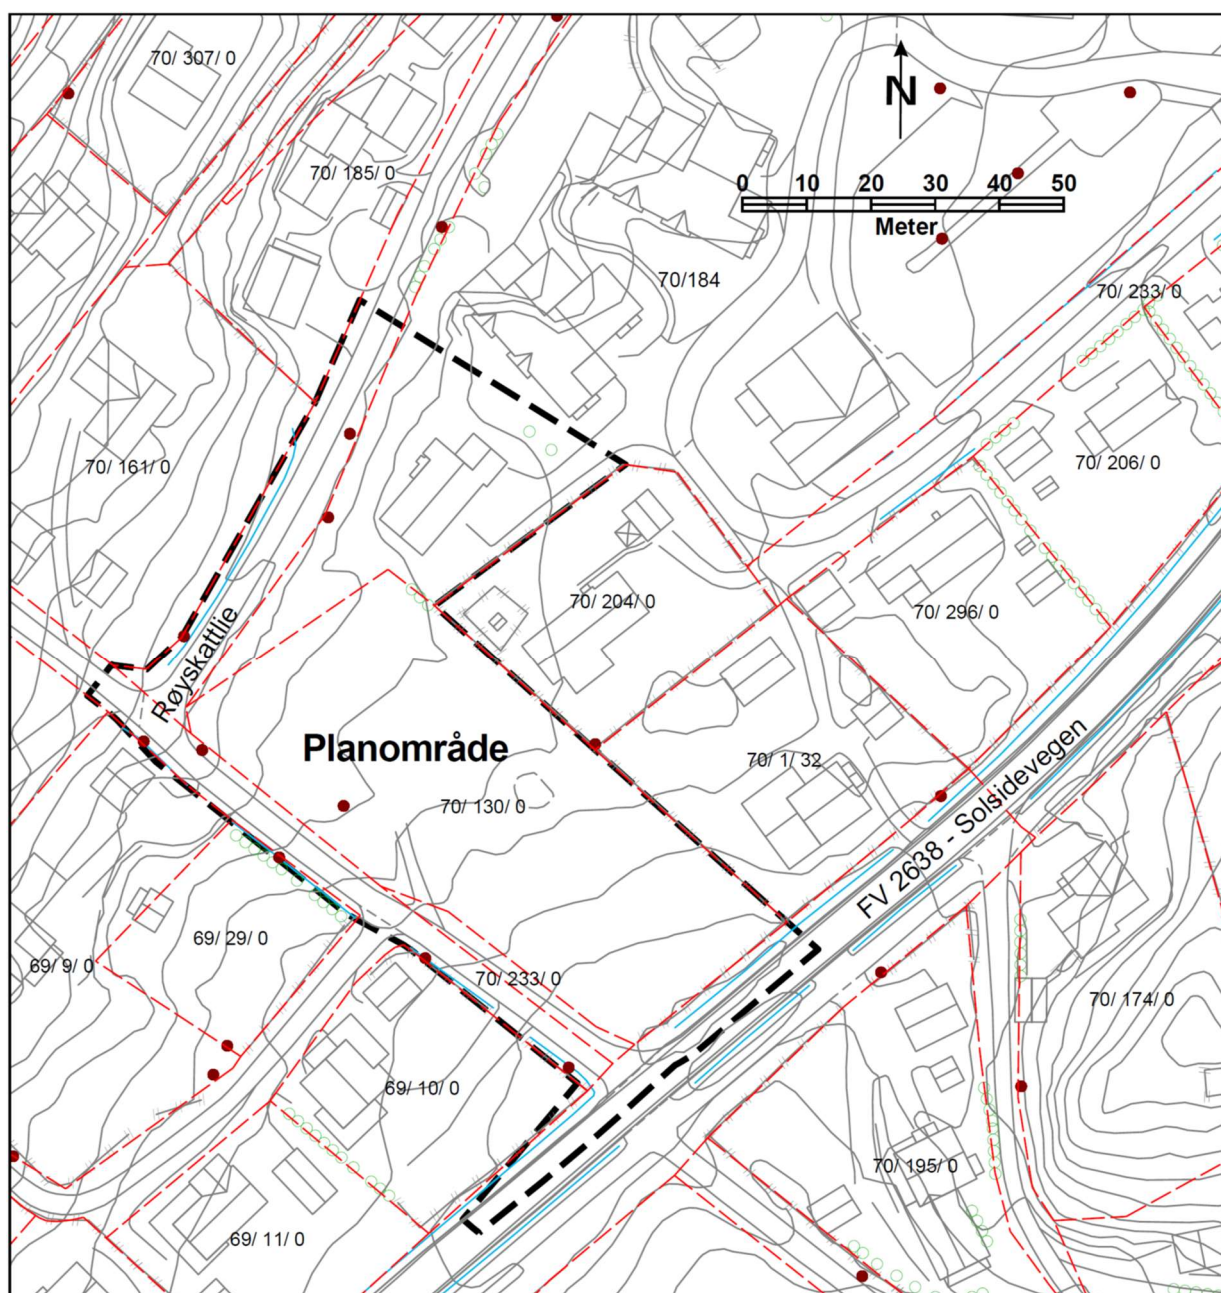 70/ 307/ 0
N
70/ 185/ 0
0 10 20 30 40 50
Meter
70/184
70/ 233/ 0
70/ 161/ 0
70/ 206/ 0
70/ 204/ 0
70/ 296/ 0
Røyskattlie
Planområde
70/ 1/ 32
70/ 130/ 0
FV 2638 - Solsidevegen
69/ 29/ 0
69/ 9/ 0
70/ 233/ 0
70/ 174/ 0
69/ 10/ 0
70/ 195/ 0
69/ 11/ 0